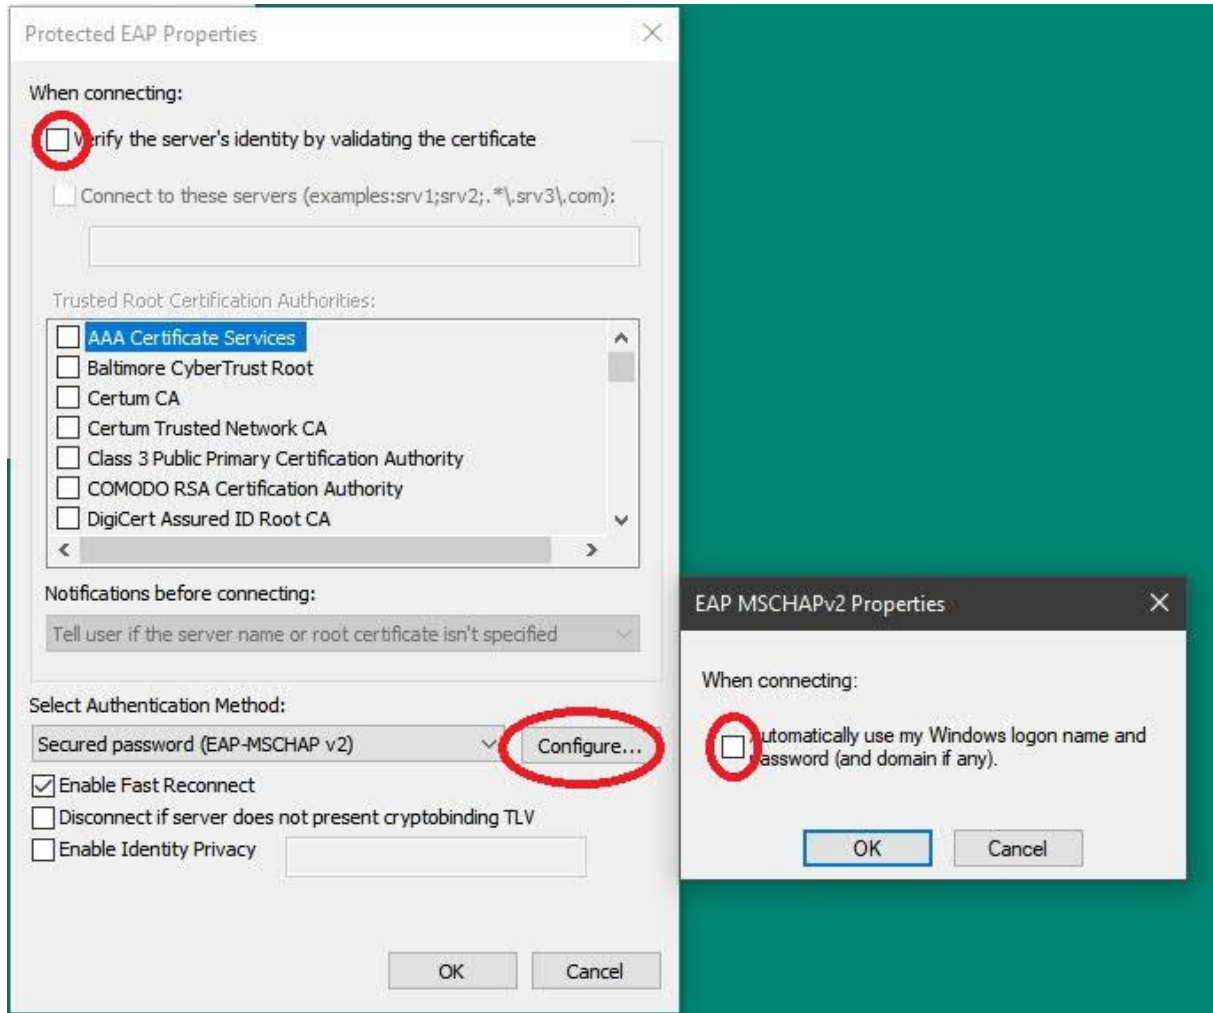 Protected EAP Properties
When connecting:
Verify the server's identity by validating the certificate
Connect to these servers (examples:srv1;srv2;.*\.srv3\.com):
Trusted Root Certification Authorities:
AAA Certificate Services
Baltimore CyberTrust Root
Certum CA
Certum Trusted Network CA
Class 3 Public Primary Certification Authority
COMODO RSA Certification Authority
DigiCert Assured ID Root CA
Notifications before connecting:
Tell user if the server name or root certificate isn't specified
Select Authentication Method:
Secured password (EAP-MSCHAP v2)
Configure...
Enable Fast Reconnect
Disconnect if server does not present cryptobinding TLV
Enable Identity Privacy
OK
Cancel
EAP MSCHAPv2 Properties
When connecting:
Automatically use my Windows logon name and
password (and domain if any).
OK
Cancel